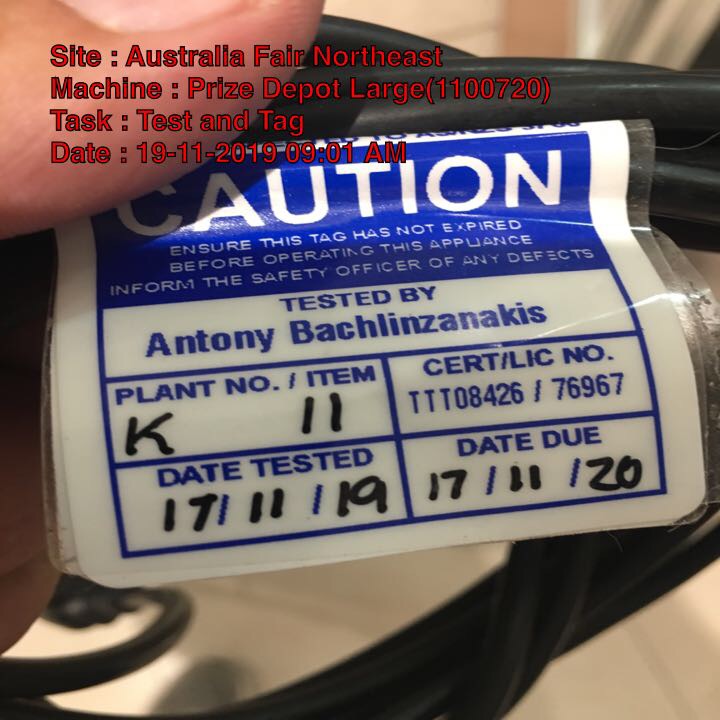 Site : Australia Fair Northeast
Machine : Prize Depot Large(1100720)
Task : Test and Tag
Date : 19-11-2019 09:01 AM
CAUTION
ENSURE THIS TAG HAS NOT EXPIRED
BEFORE OPERATING THIS APPLIANCE
INFORM THE SAFETY OFFICER OF ANY DEFECTS
TESTED BY
Antony Bachlinzanakis
PLANT NO. / ITEM
K 11
CERT/LIC NO.
TTT08426 / 76967
DATE TESTED
17/ 11 / 19
DATE DUE
17 / 11 / 20